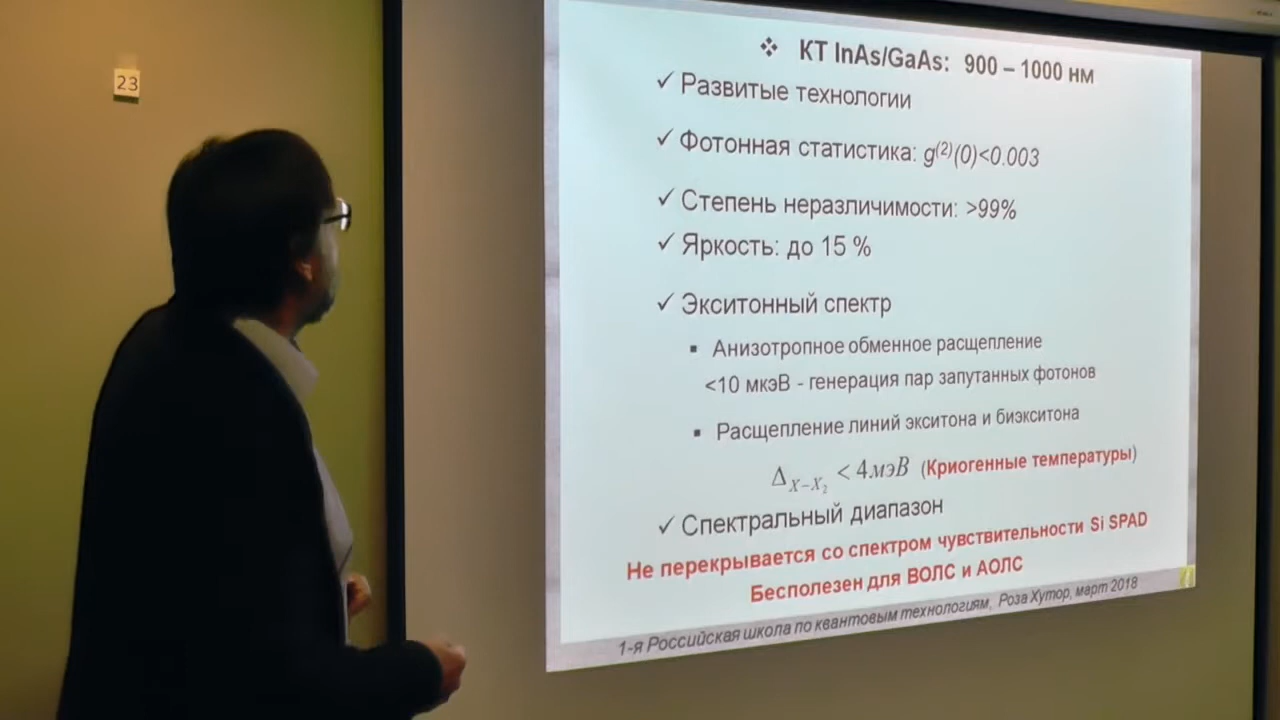 23
❖ КТ InAs/GaAs: 900 – 1000 нм
✓ Развитые технологии
✓ Фотонная статистика: g(2)(0)<0.003
✓ Степень неразличимости: >99%
✓ Яркость: до 15 %
✓ Экситонный спектр
▪ Анизотропное обменное расщепление
<10 мкэВ - генерация пар запутанных фотонов
▪ Расщепление линий экситона и биэкситона
Δ X–X2 < 4мэВ (Криогенные температуры)
✓ Спектральный диапазон
Не перекрывается со спектром чувствительности Si SPAD
Бесполезен для ВОЛС и АОЛС
1-я Российская школа по квантовым технологиям, Роза Хутор, март 2018